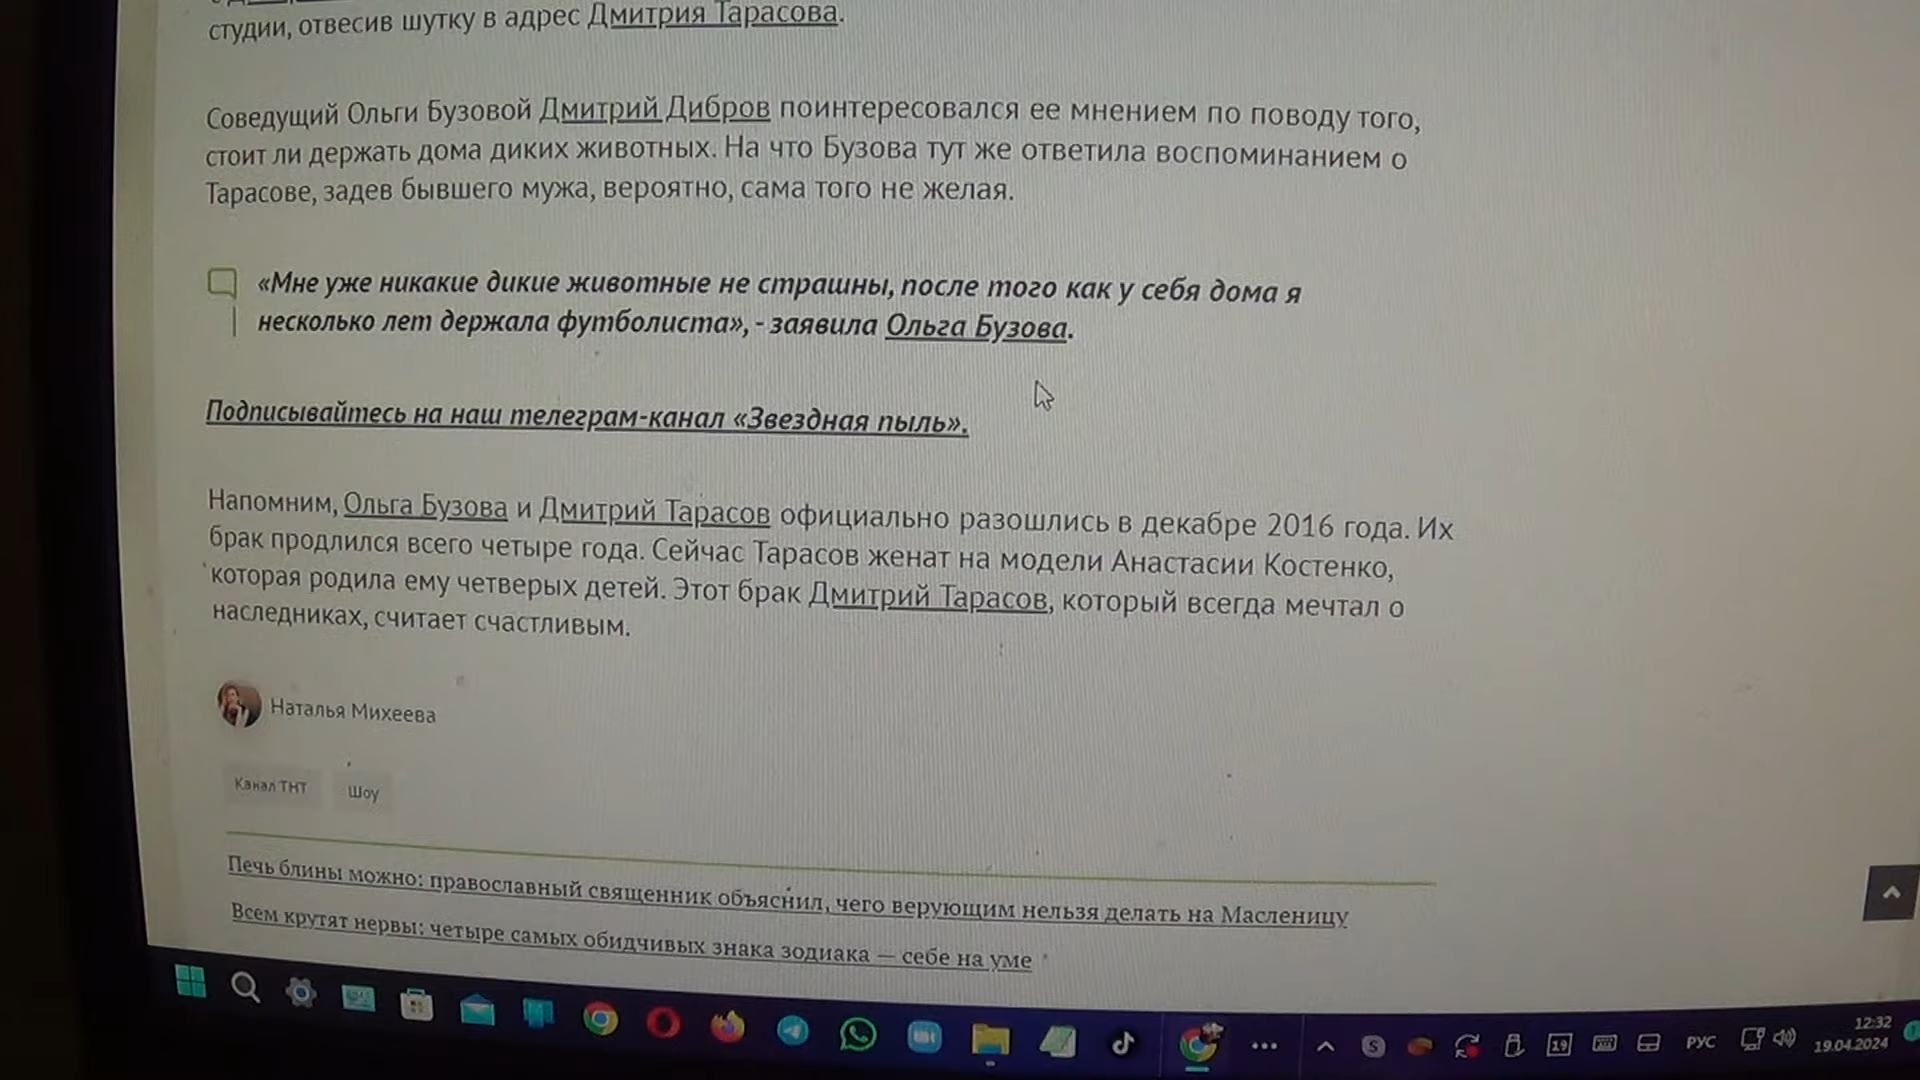 студии, отвесив шутку в адрес Дмитрия Тарасова.
Соведущий Ольги Бузовой Дмитрий Дибров поинтересовался ее мнением по поводу того,
стоит ли держать дома диких животных. На что Бузова тут же ответила воспоминанием о
Тарасове, задев бывшего мужа, вероятно, сама того не желая.
«Мне уже никакие дикие животные не страшны, после того как у себя дома я
несколько лет держала футболиста», - заявила Ольга Бузова.
Подписывайтесь на наш телеграм-канал «Звездная пыль».
Напомним, Ольга Бузова и Дмитрий Тарасов официально разошлись в декабре 2016 года. Их
брак продлился всего четыре года. Сейчас Тарасов женат на модели Анастасии Костенко,
которая родила ему четверых детей. Этот брак Дмитрий Тарасов, который всегда мечтал о
наследниках, считает счастливым.
Наталья Михеева
Канал ТНТ Шоу
Печь блины можно: православный священник объяснил, чего верующим нельзя делать на Масленицу
Всем крутят нервы: четыре самых обидчивых знака зодиака — себе на уме
19 РУС 12:32
19.04.2024